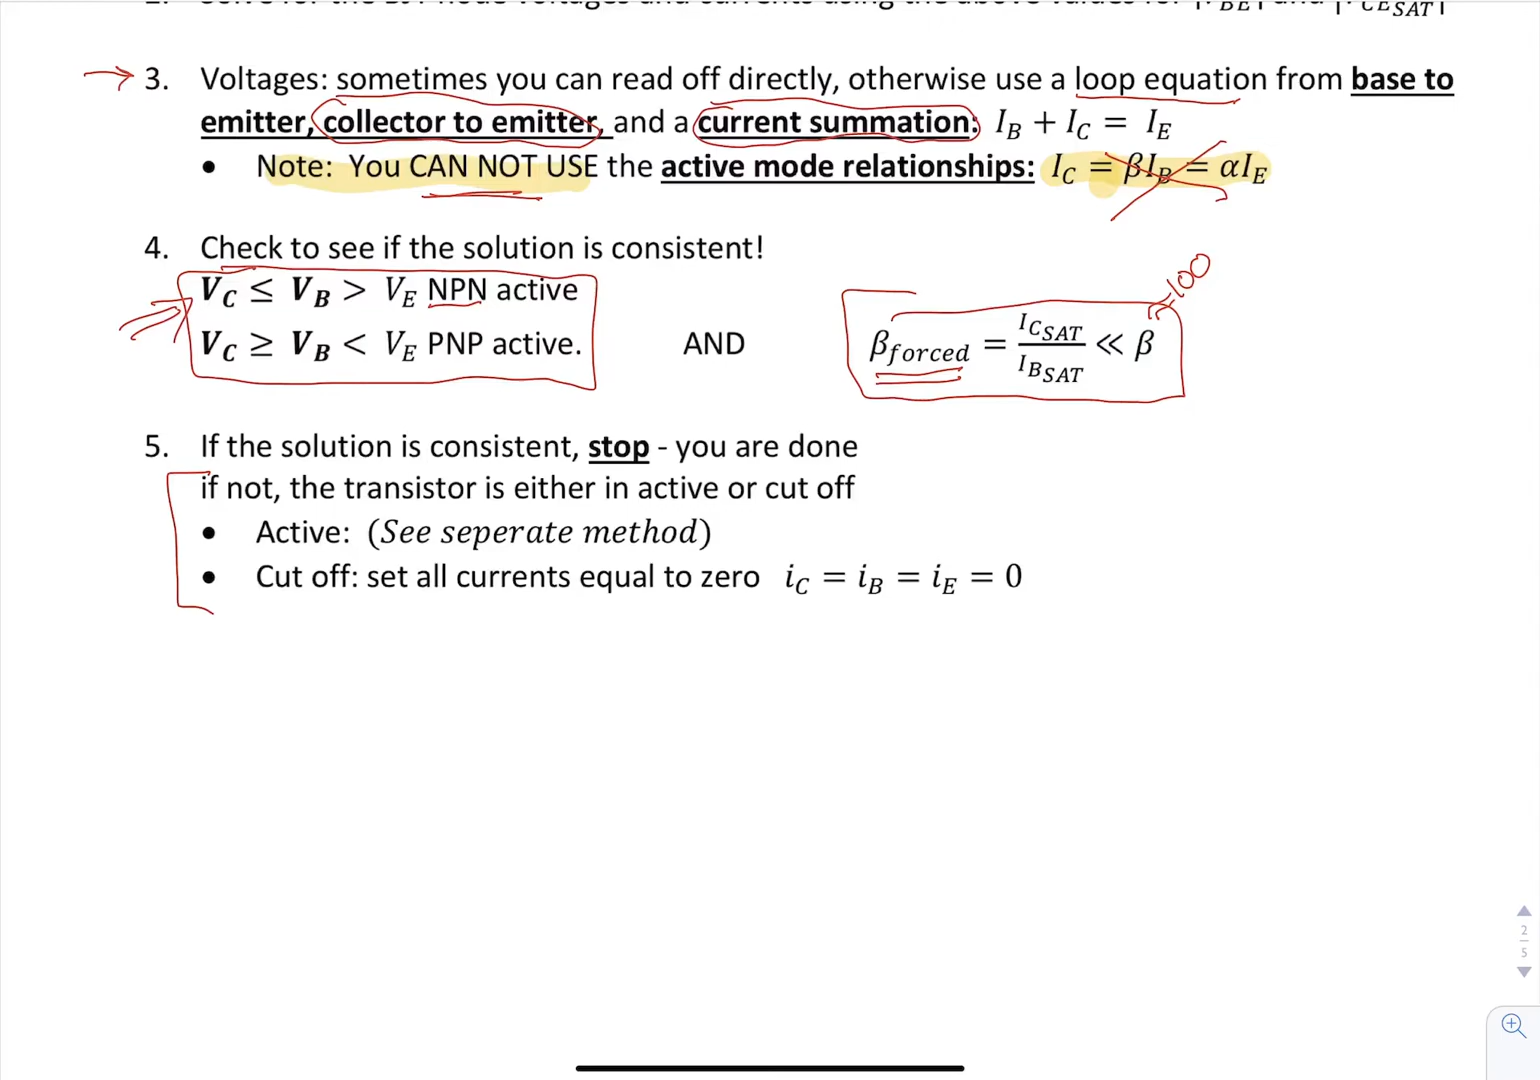 3. Voltages: sometimes you can read off directly, otherwise use a loop equation from base to
emitter, collector to emitter, and a current summation: I_B + I_C = I_E
• Note: You CAN NOT USE the active mode relationships: I_C = βI_B = αI_E
4. Check to see if the solution is consistent!
V_C ≤ V_B > V_E NPN active
100
V_C ≥ V_B < V_E PNP active. AND β_forced = I_CSAT / I_BSAT ≪ β
5. If the solution is consistent, stop - you are done
if not, the transistor is either in active or cut off
• Active: (See seperate method)
• Cut off: set all currents equal to zero i_C = i_B = i_E = 0
2
5